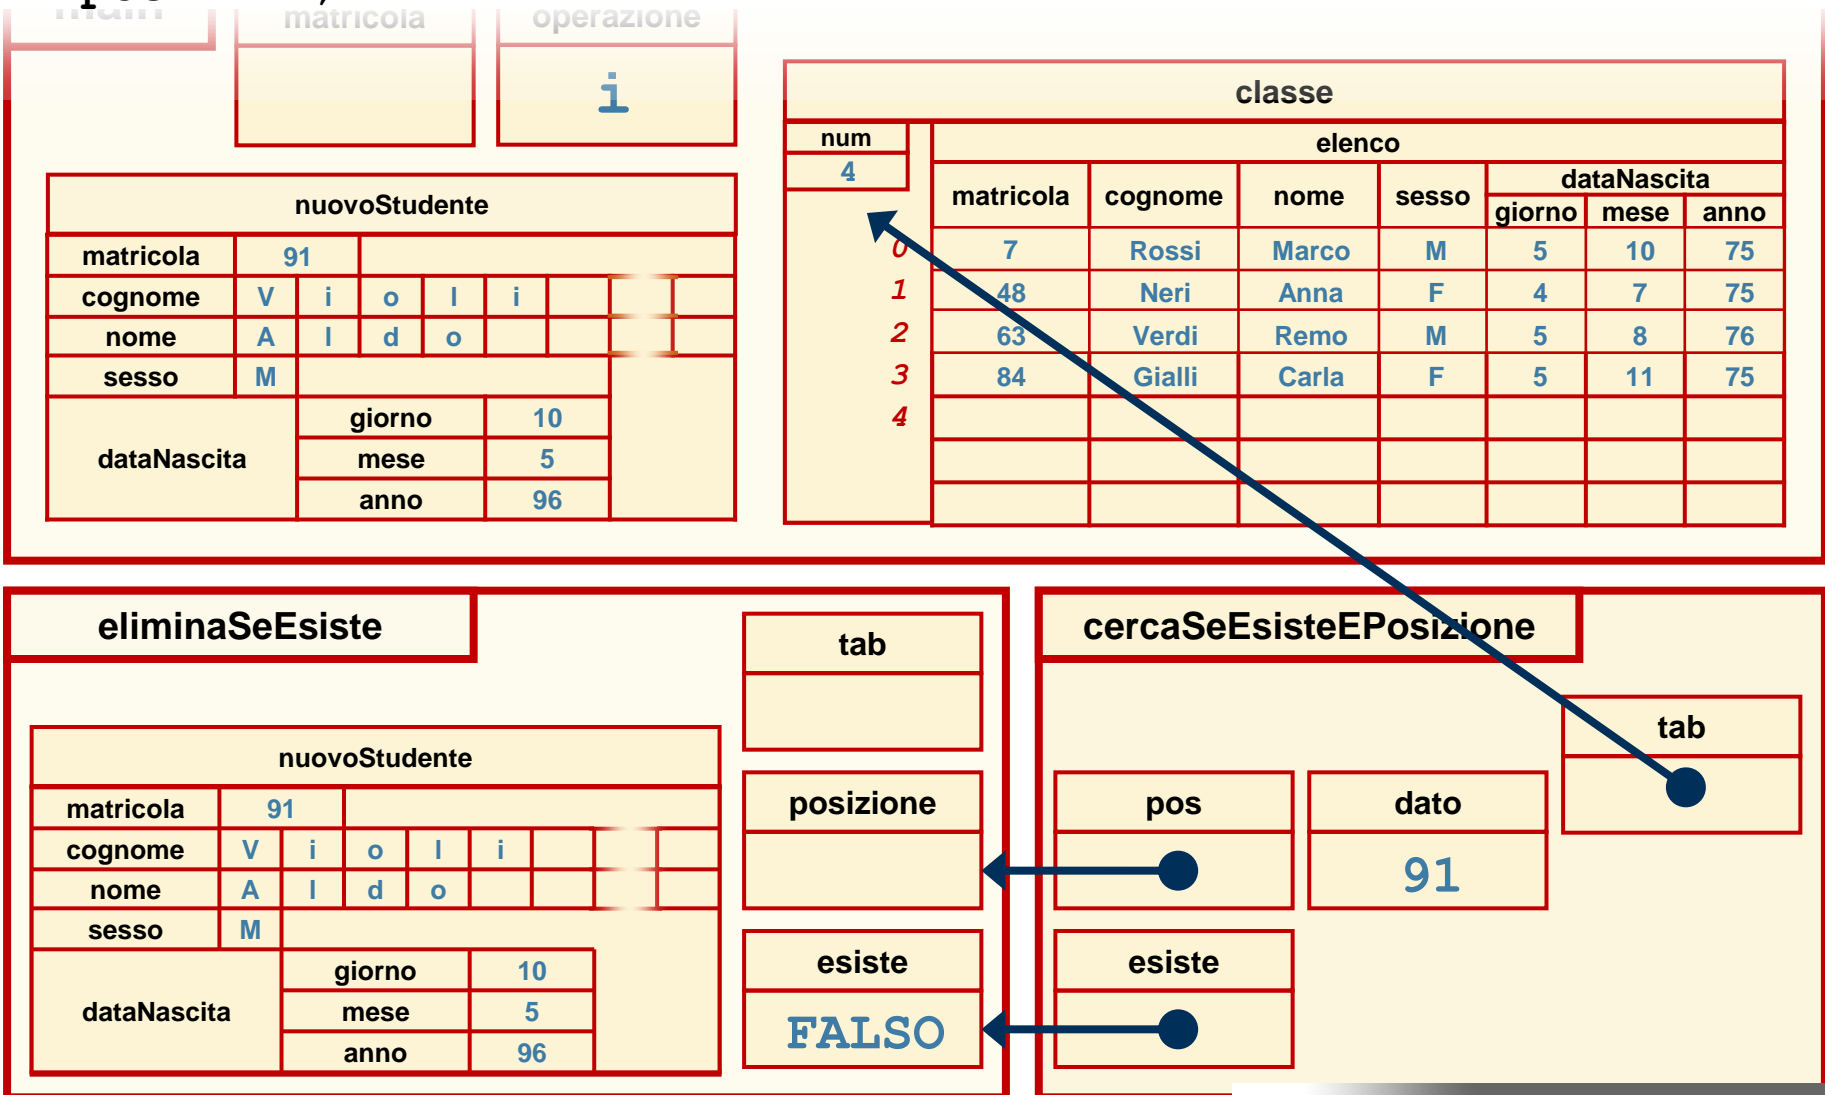 main matricola operazione
i
classe
num elenco
4
matricola cognome nome sesso dataNascita
giorno mese anno
0 7 Rossi Marco M 5 10 75
1 48 Neri Anna F 4 7 75
2 63 Verdi Remo M 5 8 76
3 84 Gialli Carla F 5 11 75
4
nuovoStudente
matricola 91
cognome V i o l i
nome A l d o
sesso M
dataNascita
giorno 10
mese 5
anno 96
eliminaSeEsiste
tab
nuovoStudente
matricola 91
cognome V i o l i
nome A l d o
sesso M
dataNascita
giorno 10
mese 5
anno 96
posizione
esiste
FALSO
cercaSeEsisteEPosizione
tab
pos dato
91
esiste